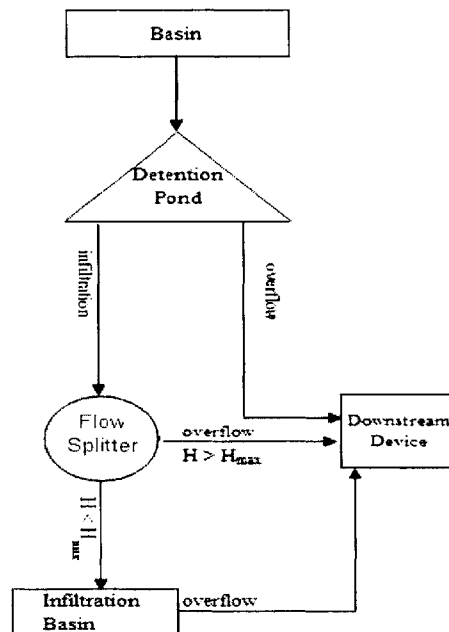 Basin
Detention
Pond
infiltration
overflow
Flow
Splitter
overflow
H > Hmax
Downstream
Device
H < Hmax
Infiltration
Basin
overflow